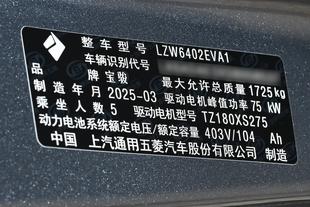 整车型号 LZW6402EVA1
车辆识别代号
品牌 宝骏 最大允许总质量 1725 kg
制造年月 2025-03 驱动电机峰值功率 75 kW
乘坐人数 5 驱动电机型号 TZ180XS275
动力电池系统额定电压/额定容量 403V/104 Ah
中国 上汽通用五菱汽车股份有限公司 制造